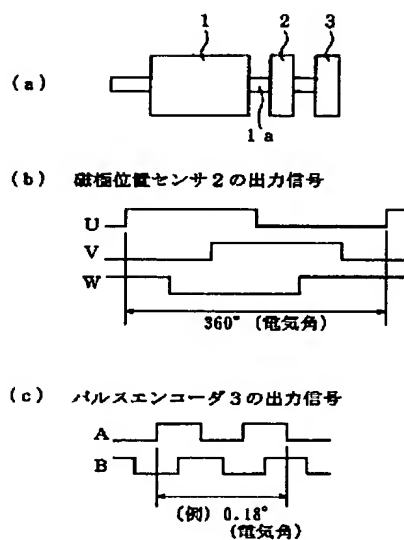 1 2 3
(a)
1a
(b) 磁極位置センサ2の出力信号
U
V
W
360° (電気角)
(c) パルスエンコーダ3の出力信号
A
B
(例) 0.18°
(電気角)